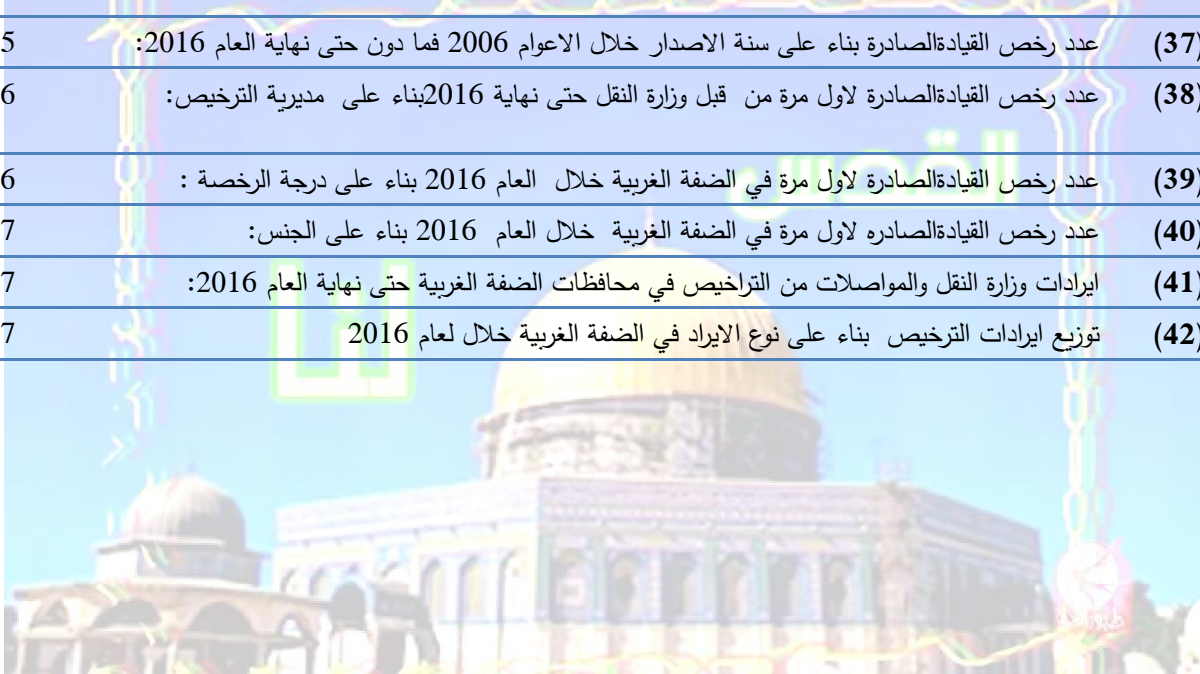 (37) عدد رخص القيادةالصادرة بناء على سنة الاصدار خلال الاعوام 2006 فما دون حتى نهاية العام 2016: 5
(38) عدد رخص القيادةالصادرة لاول مرة من قبل وزارة النقل حتى نهاية 2016بناء على مديرية الترخيص: 6
(39) عدد رخص القيادةالصادرة لاول مرة في الضفة الغربية خلال العام 2016 بناء على درجة الرخصة : 6
(40) عدد رخص القيادةالصادره لاول مرة في الضفة الغربية خلال العام 2016 بناء على الجنس: 7
(41) ايرادات وزارة النقل والمواصلات من التراخيص في محافظات الضفة الغربية حتى نهاية العام 2016: 7
(42) توزيع ايرادات الترخيص بناء على نوع الايراد في الضفة الغربية خلال لعام 2016 7
القدس
لنا